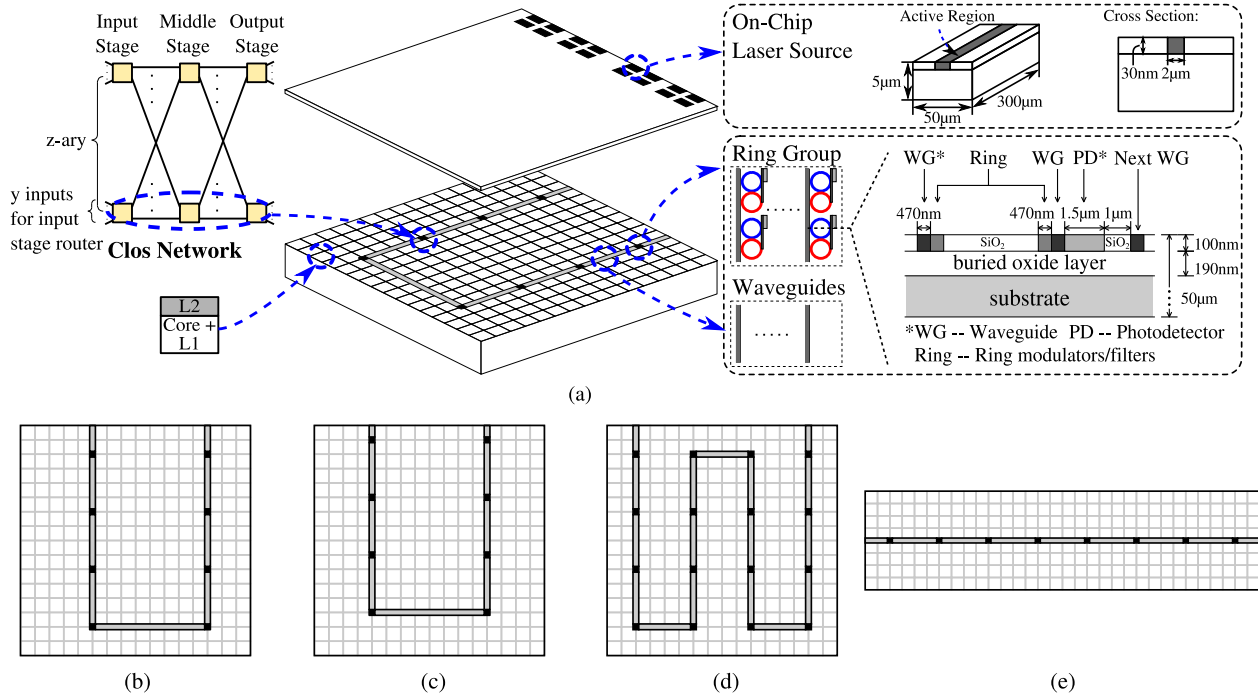 Input Middle Output
Stage Stage Stage
z-ary
y inputs
for input
stage router
Clos Network
L2
Core +
L1
On-Chip
Laser Source
Active Region
5μm
50μm
300μm
Cross Section:
30nm
2μm
Ring Group
Waveguides
WG* Ring WG PD* Next WG
470nm 470nm 1.5μm 1μm
SiO2 SiO2
100nm
buried oxide layer
190nm
substrate
50μm
*WG -- Waveguide PD -- Photodetector
Ring -- Ring modulators/filters
(a)
(b) (c) (d) (e)